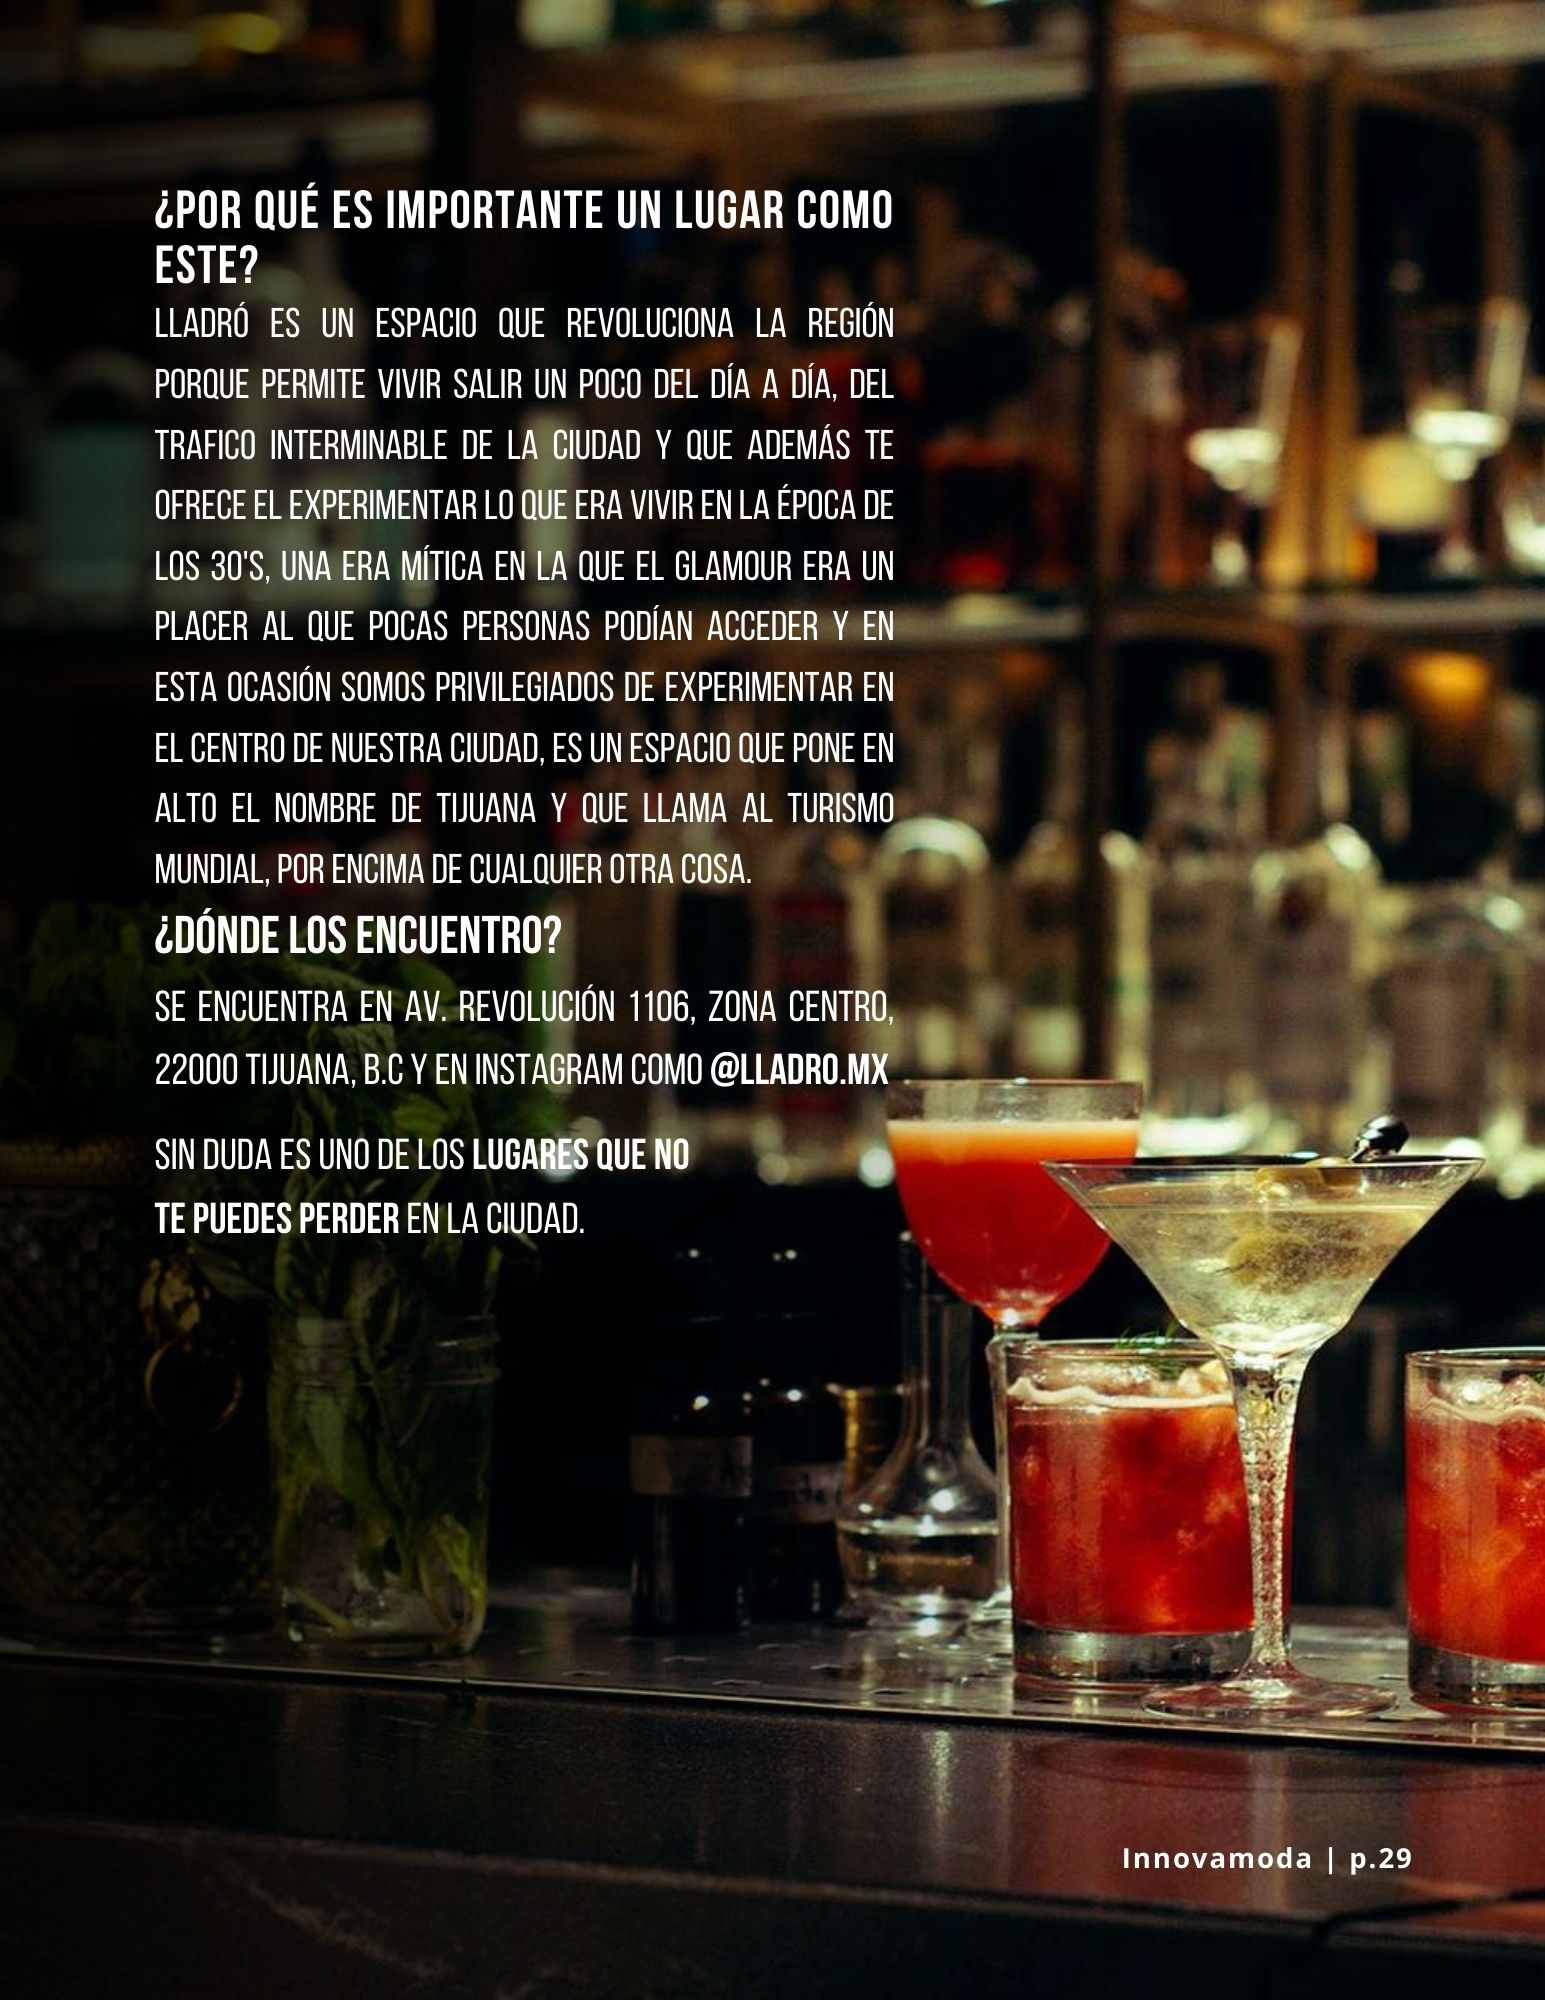 ¿POR QUÉ ES IMPORTANTE UN LUGAR COMO
ESTE?
LLADRÓ ES UN ESPACIO QUE REVOLUCIONA LA REGIÓN
PORQUE PERMITE VIVIR SALIR UN POCO DEL DÍA A DÍA, DEL
TRAFICO INTERMINABLE DE LA CIUDAD Y QUE ADEMÁS TE
OFRECE EL EXPERIMENTAR LO QUE ERA VIVIR EN LA ÉPOCA DE
LOS 30'S, UNA ERA MÍTICA EN LA QUE EL GLAMOUR ERA UN
PLACER AL QUE POCAS PERSONAS PODÍAN ACCEDER Y EN
ESTA OCASIÓN SOMOS PRIVILEGIADOS DE EXPERIMENTAR EN
EL CENTRO DE NUESTRA CIUDAD, ES UN ESPACIO QUE PONE EN
ALTO EL NOMBRE DE TIJUANA Y QUE LLAMA AL TURISMO
MUNDIAL, POR ENCIMA DE CUALQUIER OTRA COSA.
¿DÓNDE LOS ENCUENTRO?
SE ENCUENTRA EN AV. REVOLUCIÓN 1106, ZONA CENTRO,
22000 TIJUANA, B.C Y EN INSTAGRAM COMO @LLADRO.MX
SIN DUDA ES UNO DE LOS LUGARES QUE NO
TE PUEDES PERDER EN LA CIUDAD.
Innovamoda | p.29